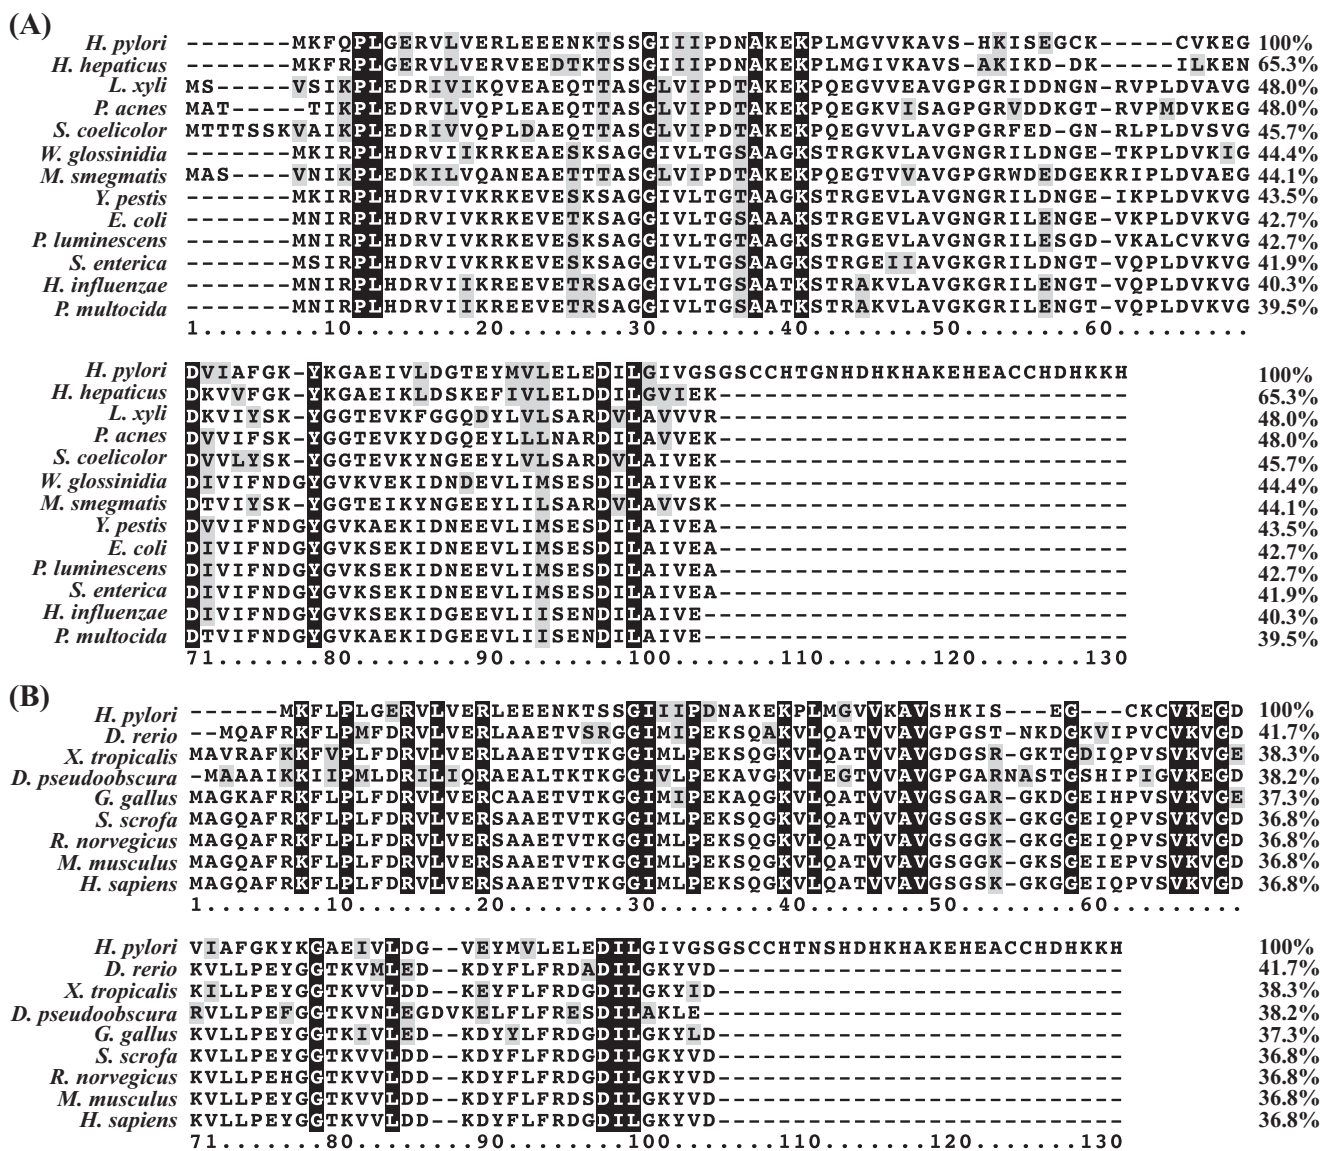 (A)
H. pylori -------MKFQPLGERVLVERLEEENKTSSGIIIPDNAKEKPLMGVVKAVS-HKISEGCK-----CVKEG 100%
H. hepaticus -------MKFRPLGERVLVERVEEDTKTSSGIIIPDNAKEKPLMGIVKAVS-AKIKD-DK-----ILKEN 65.3%
L. xyli MS-----VSIKPLEDRIVIKQVEAEQTTASGLVIPDTAKEKPQEGVVEAVGPGRIDDNGN-RVPLDVAVG 48.0%
P. acnes MAT-----TIKPLEDRVLVQPLEAEQTTASGLVIPDTAKEKPQEGKVISAGPGRVDDKGT-RVPMDVKEG 48.0%
S. coelicolor MTTTSSKVAIKPLEDRIVVQPLDAEQTTASGLVIPDTAKEKPQEGVVLAVGPGRFED-GN-RLPLDVSVG 45.7%
W. glossinidia -------MKIRPLHDRVIIKRKEAESKSAGGIVLTGSAAGKSTRGKVLAVGNGRILDNGE-TKPLDVKIG 44.4%
M. smegmatis MAS----VNIKPLEDKILVQANEAETTTASGLVIPDTAKEKPQEGTVVAVGPGRWDEDGEKRIPLDVAEG 44.1%
Y. pestis -------MKIRPLHDRVIVKRKEVESKSAGGIVLTGTAAGKSTRGEVLAVGNGRILDNGE-IKPLDVKVG 43.5%
E. coli -------MNIRPLHDRVIVKRKEVETKSAGGIVLTGSAAAKSTRGEVLAVGNGRILENGE-VKPLDVKVG 42.7%
P. luminescens -------MNIRPLHDRVIVKRKEVESKSAGGIVLTGTAAGKSTRGEVLAVGNGRILESGD-VKALCVKVG 42.7%
S. enterica -------MSIRPLHDRVIVKRKEVESKSAGGIVLTGSAAGKSTRGEIIAVGKGRILDNGT-VQPLDVKVG 41.9%
H. influenzae -------MNIRPLHDRVIIKREEVETRSAGGIVLTGSAATKSTRAKVLAVGKGRILENGT-VQPLDVKVG 40.3%
P. multocida -------MNIRPLHDRVIIKREEVETRSAGGIVLTGSAATKSTRAKVLAVGKGRILENGT-VQPLDVKVG 39.5%
1........10........20........30........40........50........60.........
H. pylori DVIAFGK-YKGAEIVLDGTEYMVLELEDILGIVGSGSCCHTGNHDHKHAKEHEACCHDHKKH 100%
H. hepaticus DKVVFGK-YKGAEIKLDSKEFIVLELDDILGVIEK--------------------------- 65.3%
L. xyli DKVIYSK-YGGTEVKFGGQDYLVLSARDVLAVVVR--------------------------- 48.0%
P. acnes DVVIFSK-YGGTEVKYDGQEYLLLNARDILAVVEK--------------------------- 48.0%
S. coelicolor DVVLYSK-YGGTEVKYNGEEYLVLSARDVLAIVEK--------------------------- 45.7%
W. glossinidia DIVIFNDGYGVKVEKIDNDEVLIMSESDILAIVEK--------------------------- 44.4%
M. smegmatis DTVIYSK-YGGTEIKYNGEEYLILSARDVLAVVSK--------------------------- 44.1%
Y. pestis DVVIFNDGYGVKAEKIDNEEVLIMSESDILAIVEA--------------------------- 43.5%
E. coli DIVIFNDGYGVKSEKIDNEEVLIMSESDILAIVEA--------------------------- 42.7%
P. luminescens DIVIFNDGYGVKSEKIDNEEVLIMSESDILAIVEA--------------------------- 42.7%
S. enterica DIVIFNDGYGVKSEKIDNEEVLIMSESDILAIVEA--------------------------- 41.9%
H. influenzae DIVIFNDGYGVKSEKIDGEEVLIISENDILAIVE---------------------------- 40.3%
P. multocida DTVIFNDGYGVKAEKIDGEEVLIISENDILAIVE---------------------------- 39.5%
71.......80........90........100.......110.......120.......130
(B)
H. pylori ------MKFLPLGERVLVERLEEENKTSSGIIIPDNAKEKPLMGVVKAVSHKIS---EG---CKCVKEGD 100%
D. rerio --MQAFRKFLPMFDRVLVERLAAETVSRGGIMIPEKSQAKVLQATVVAVGPGST-NKDGKVIPVCVKVGD 41.7%
X. tropicalis MAVRAFKKFVPLFDRVLVERLAAETVTKGGIMLPEKSQGKVLQATVVAVGDGSR-GKTGDIQPVSVKVGE 38.3%
D. pseudoobscura -MAAAIKKIIPMLDRILIQRAEALTKTKGGIVLPEKAVGKVLEGTVVAVGPGARNASTGSHIPIGVKEGD 38.2%
G. gallus MAGKAFRKFLPLFDRVLVERCAAETVTKGGIMIPEKAQGKVLQATVVAVGSGAR-GKDGEIHPVSVKVGE 37.3%
S. scrofa MAGQAFRKFLPLFDRVLVERSAAETVTKGGIMLPEKSQGKVLQATVVAVGSGSK-GKGGEIQPVSVKVGD 36.8%
R. norvegicus MAGQAFRKFLPLFDRVLVERSAAETVTKGGIMLPEKSQGKVLQATVVAVGSGGK-GKGGEIQPVSVKVGD 36.8%
M. musculus MAGQAFRKFLPLFDRVLVERSAAETVTKGGIMLPEKSQGKVLQATVVAVGSGGK-GKSGEIEPVSVKVGD 36.8%
H. sapiens MAGQAFRKFLPLFDRVLVERSAAETVTKGGIMLPEKSQGKVLQATVVAVGSGSK-GKGGEIQPVSVKVGD 36.8%
1........10........20........30........40........50........60.........
H. pylori VIAFGKYKGAEIVLDG--VEYMVLELEDILGIVGSGSCCHTNSHDHKHAKEHEACCHDHKKH 100%
D. rerio KVLLPEYGGTKVMLED--KDYFLFRDADILGKYVD--------------------------- 41.7%
X. tropicalis KILLPEYGGTKVVLDD--KEYFLFRDGDILGKYID--------------------------- 38.3%
D. pseudoobscura RVLLPEFGGTKVNLEGDVKELFLFRESDILAKLE---------------------------- 38.2%
G. gallus KVLLPEYGGTKIVLED--KDYYLFRDGDILGKYLD--------------------------- 37.3%
S. scrofa KVLLPEYGGTKVVLDD--KDYFLFRDGDILGKYVD--------------------------- 36.8%
R. norvegicus KVLLPEHGGTKVVLDD--KDYFLFRDGDILGKYVD--------------------------- 36.8%
M. musculus KVLLPEYGGTKVVLDD--KDYFLFRDSDILGKYVD--------------------------- 36.8%
H. sapiens KVLLPEYGGTKVVLDD--KDYFLFRDGDILGKYVD--------------------------- 36.8%
71.......80........90........100.......110.......120.......130